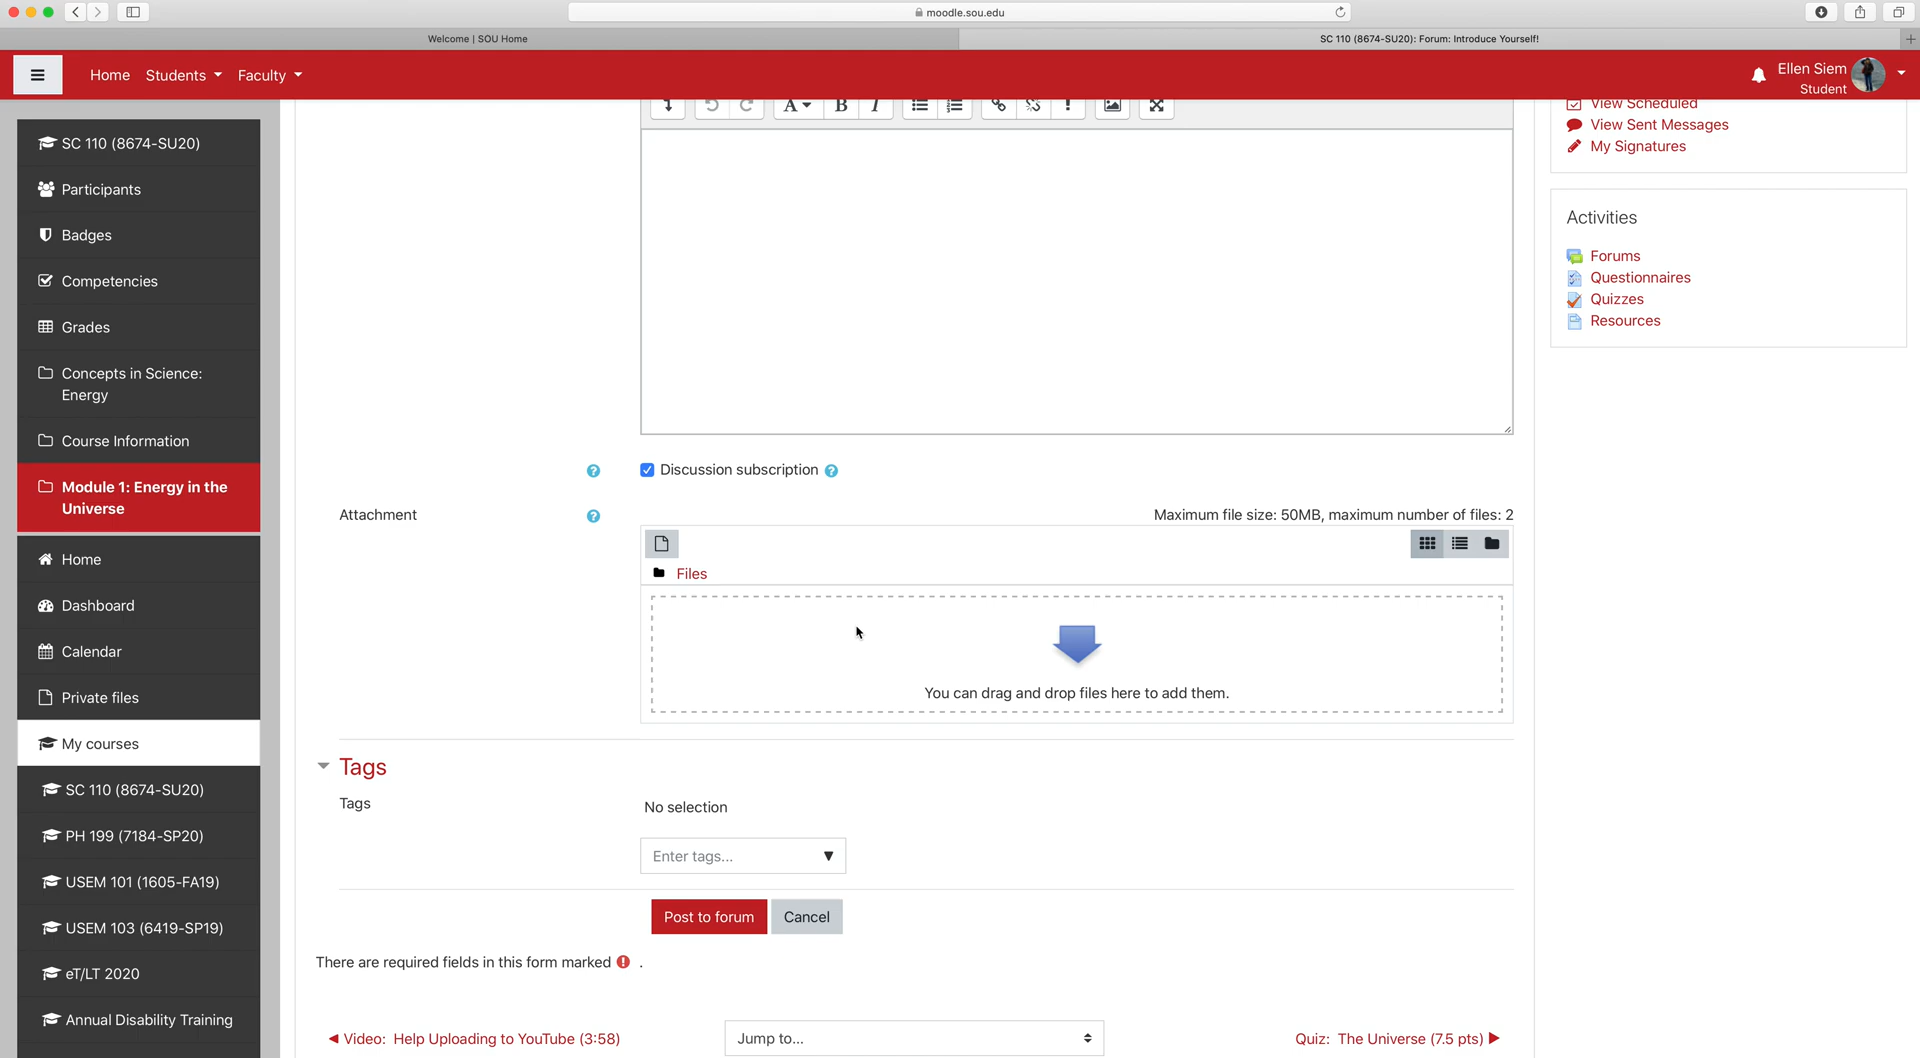 moodle.sou.edu
Welcome | SOU Home
SC 110 (8674-SU20): Forum: Introduce Yourself!
Home
Students
Faculty
Ellen Siem
Student
SC 110 (8674-SU20)
Participants
Badges
Competencies
Grades
Concepts in Science:
Energy
Course Information
Module 1: Energy in the
Universe
Home
Dashboard
Calendar
Private files
My courses
SC 110 (8674-SU20)
PH 199 (7184-SP20)
USEM 101 (1605-FA19)
USEM 103 (6419-SP19)
eT/LT 2020
Annual Disability Training
A
B
I
Discussion subscription
Attachment
Maximum file size: 50MB, maximum number of files: 2
Files
You can drag and drop files here to add them.
Tags
Tags
No selection
Enter tags...
Post to forum
Cancel
There are required fields in this form marked .
Video: Help Uploading to YouTube (3:58)
Jump to...
Quiz: The Universe (7.5 pts)
View Scheduled
View Sent Messages
My Signatures
Activities
Forums
Questionnaires
Quizzes
Resources